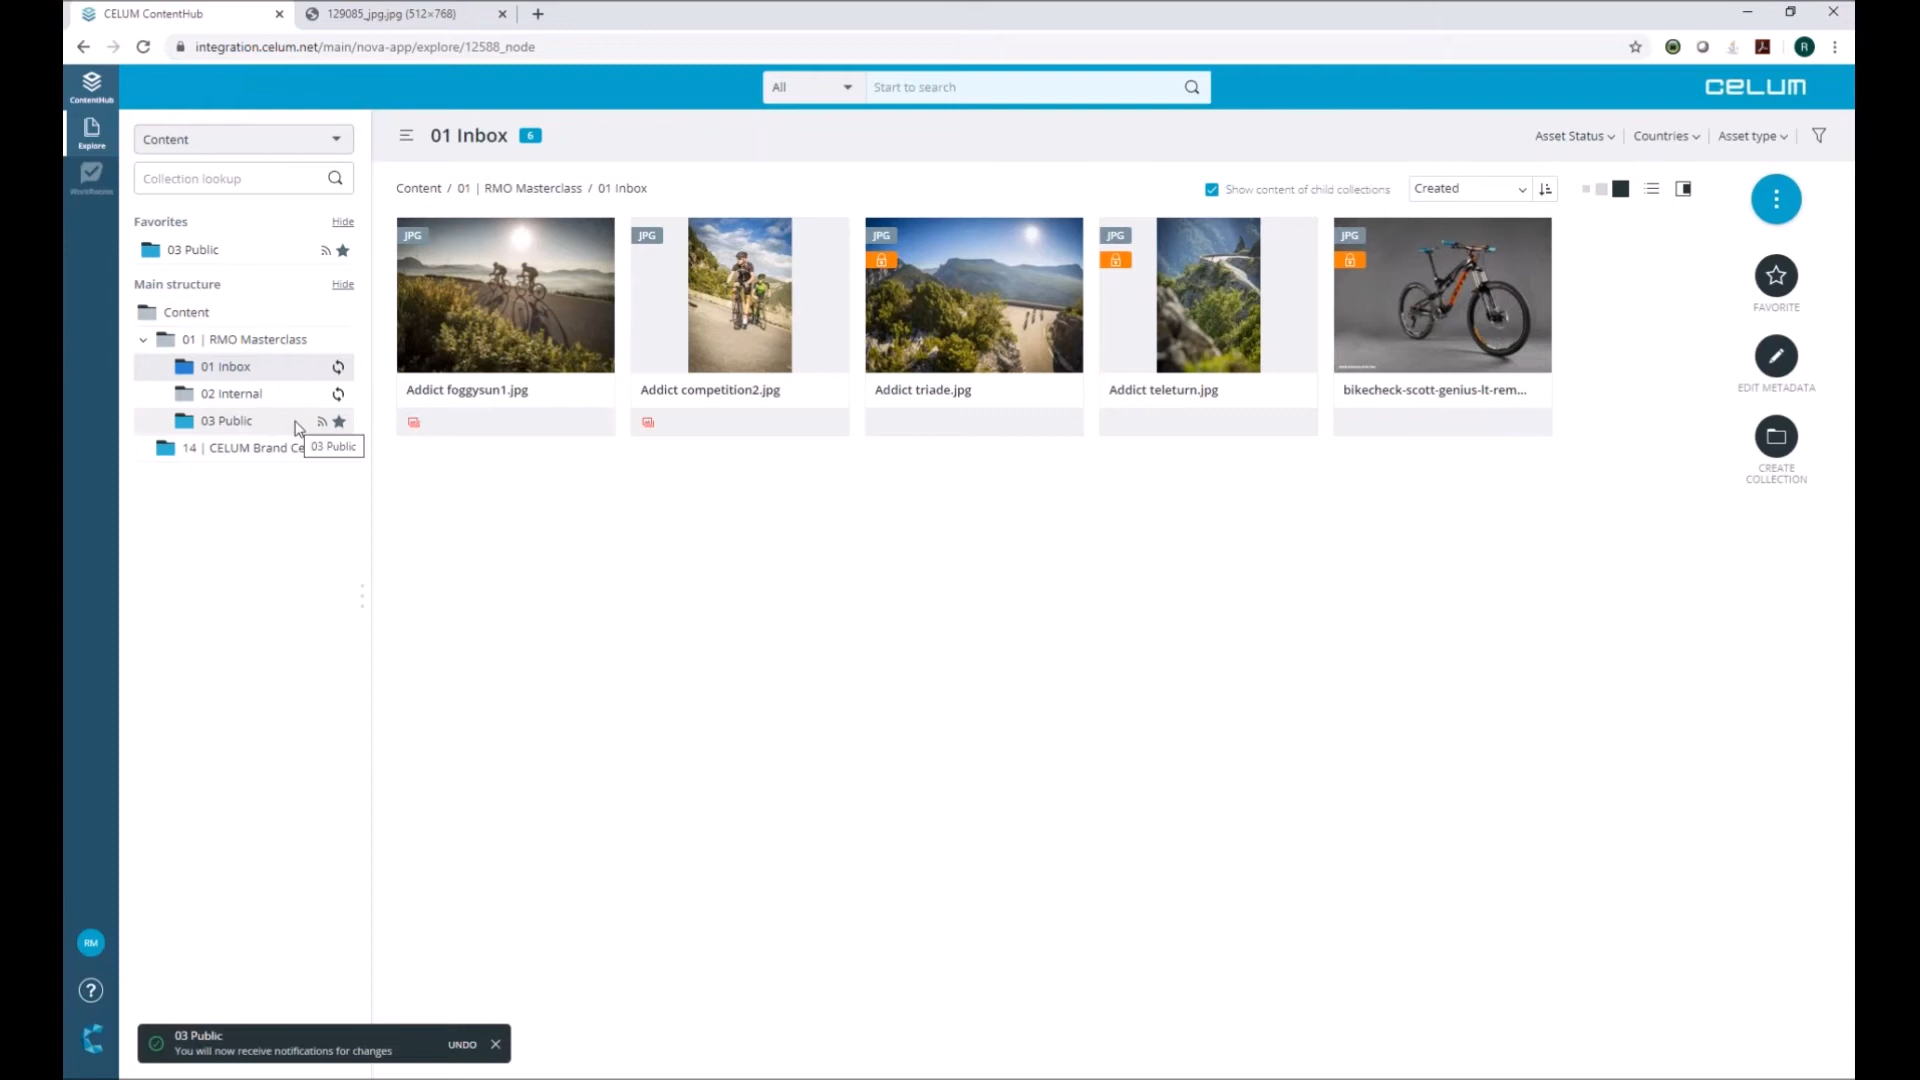 CELUM ContentHub
129085_jpg.jpg (512×768)
integration.celum.net/main/nova-app/explore/12588_node
R
ContentHub
All
Start to search
CELUM
Explore
WorkRooms
Content
Collection lookup
Favorites
Hide
03 Public
Main structure
Hide
Content
01 | RMO Masterclass
01 Inbox
02 Internal
03 Public
14 | CELUM Brand Ce
03 Public
01 Inbox 6
Asset Status
Countries
Asset type
Content / 01 | RMO Masterclass / 01 Inbox
Show content of child collections
Created
JPG
Addict foggysun1.jpg
JPG
Addict competition2.jpg
JPG
Addict triade.jpg
JPG
Addict teleturn.jpg
JPG
bikecheck-scott-genius-lt-rem...
FAVORITE
EDIT METADATA
CREATE
COLLECTION
RM
?
03 Public
You will now receive notifications for changes
UNDO